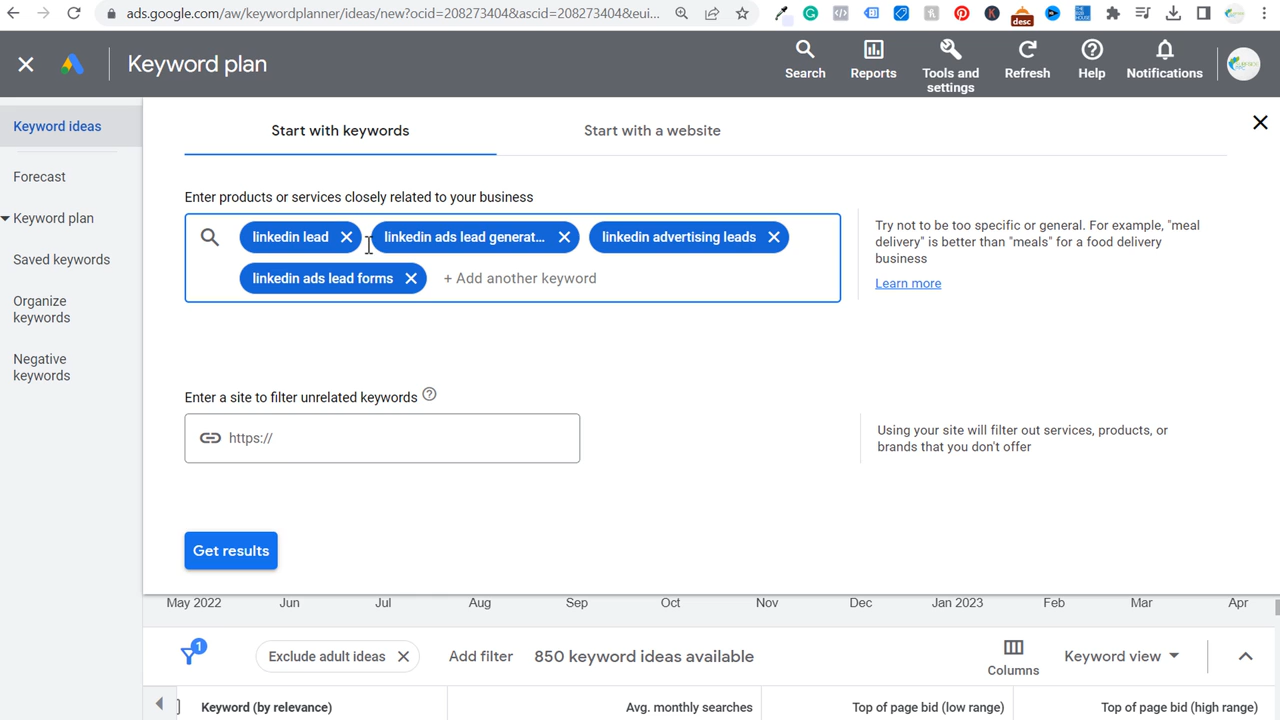 ads.google.com/aw/keywordplanner/ideas/new?ocid=208273404&ascid=208273404&eui...
desc
Keyword plan
Search
Reports
Tools and settings
Refresh
Help
Notifications
Keyword ideas
Forecast
Keyword plan
Saved keywords
Organize
keywords
Negative
keywords
Start with keywords
Start with a website
Enter products or services closely related to your business
linkedin lead
linkedin ads lead generat...
linkedin advertising leads
linkedin ads lead forms
+ Add another keyword
Try not to be too specific or general. For example, "meal
delivery" is better than "meals" for a food delivery
business
Learn more
Enter a site to filter unrelated keywords
https://
Using your site will filter out services, products, or
brands that you don't offer
Get results
May 2022 Jun Jul Aug Sep Oct Nov Dec Jan 2023 Feb Mar Apr
1
Exclude adult ideas
Add filter
850 keyword ideas available
Columns
Keyword view
Keyword (by relevance)
Avg. monthly searches
Top of page bid (low range)
Top of page bid (high range)